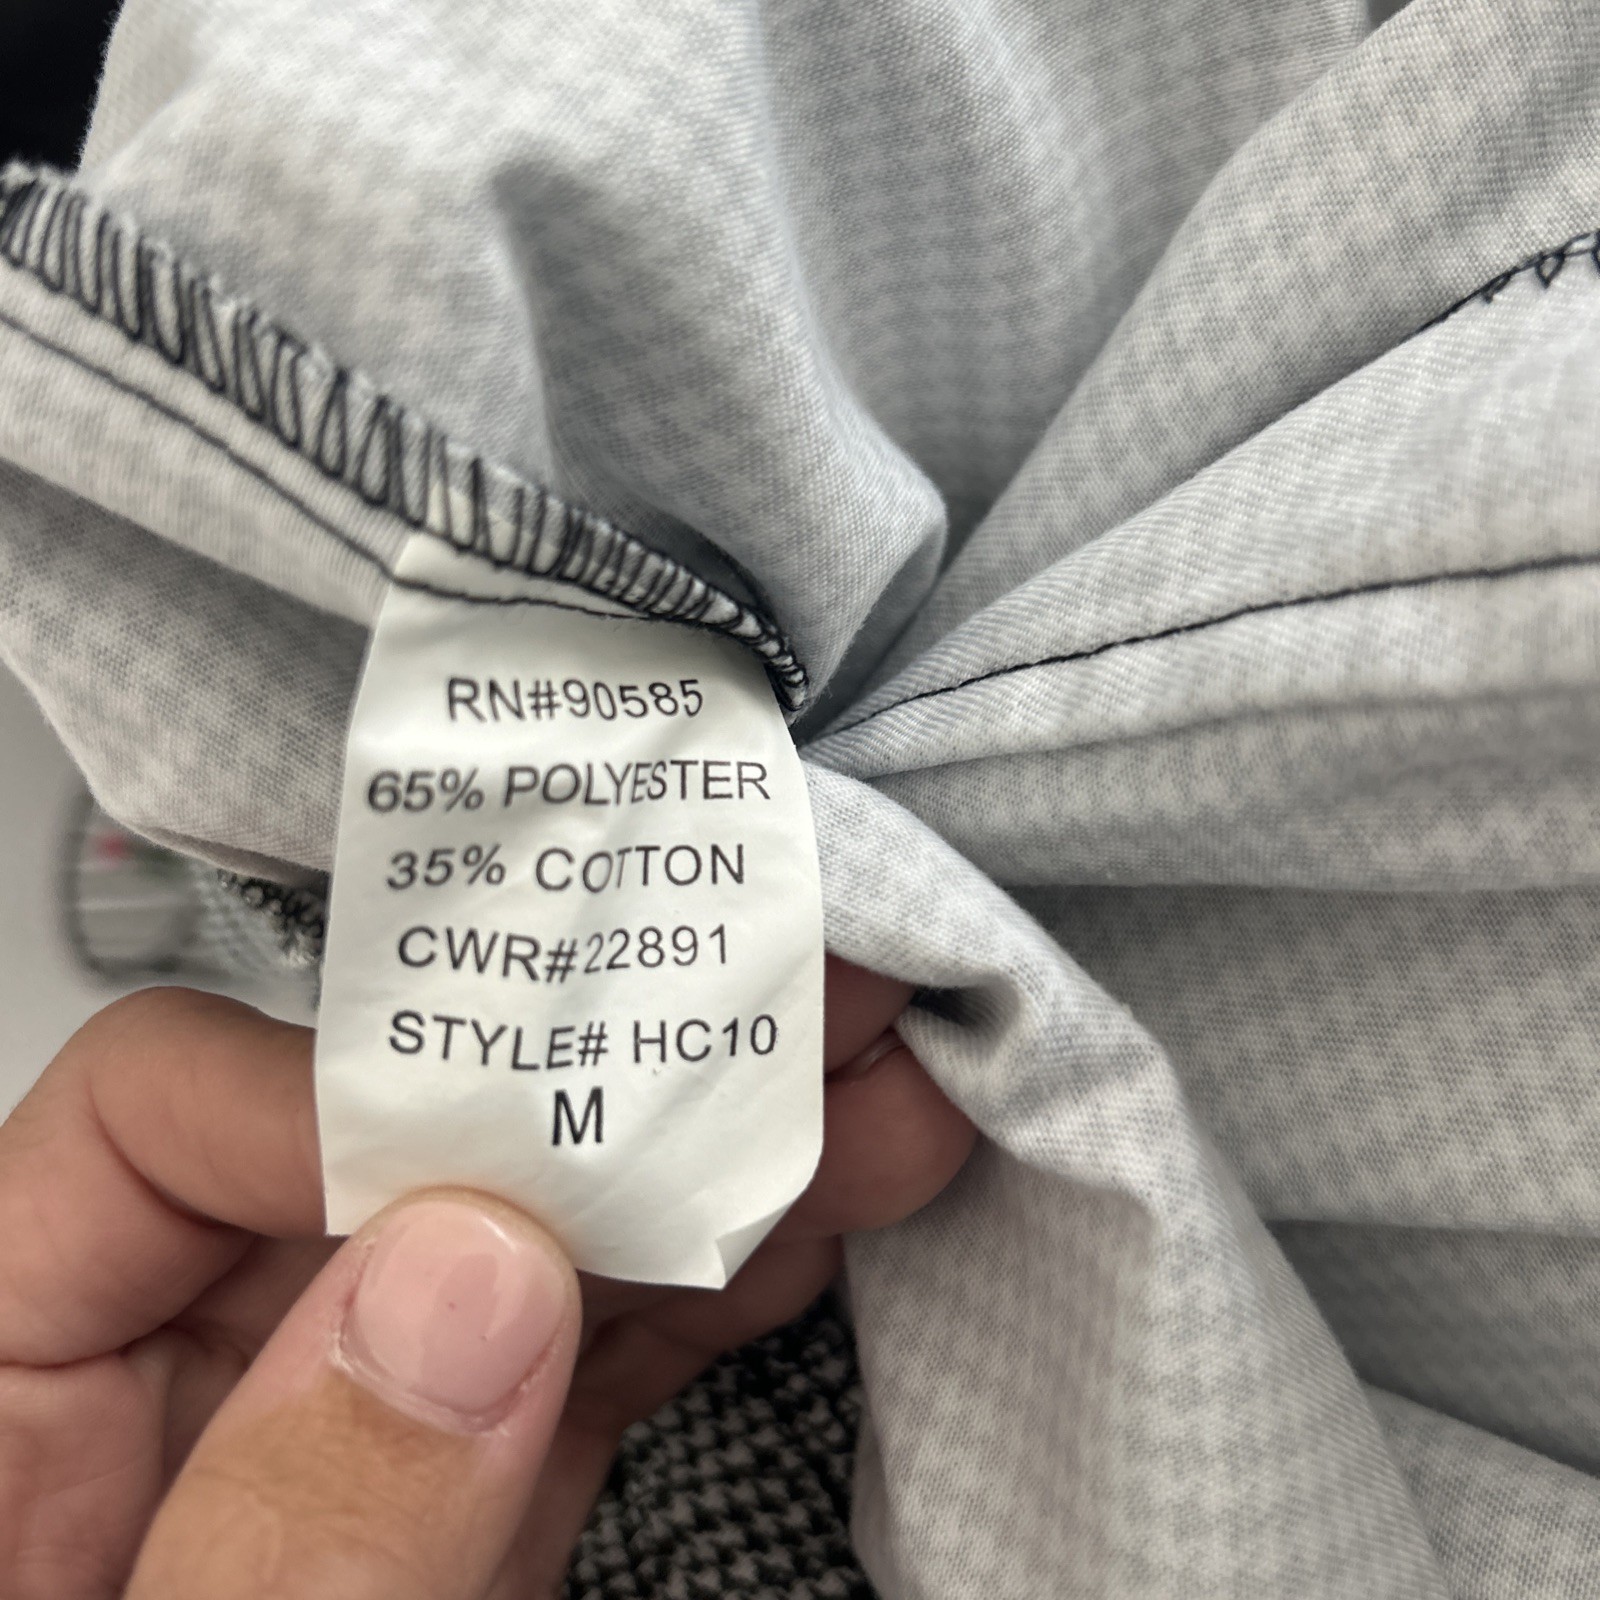 RN#90585
65% POLYESTER
35% COTTON
CWR#22891
STYLE# HC10
M